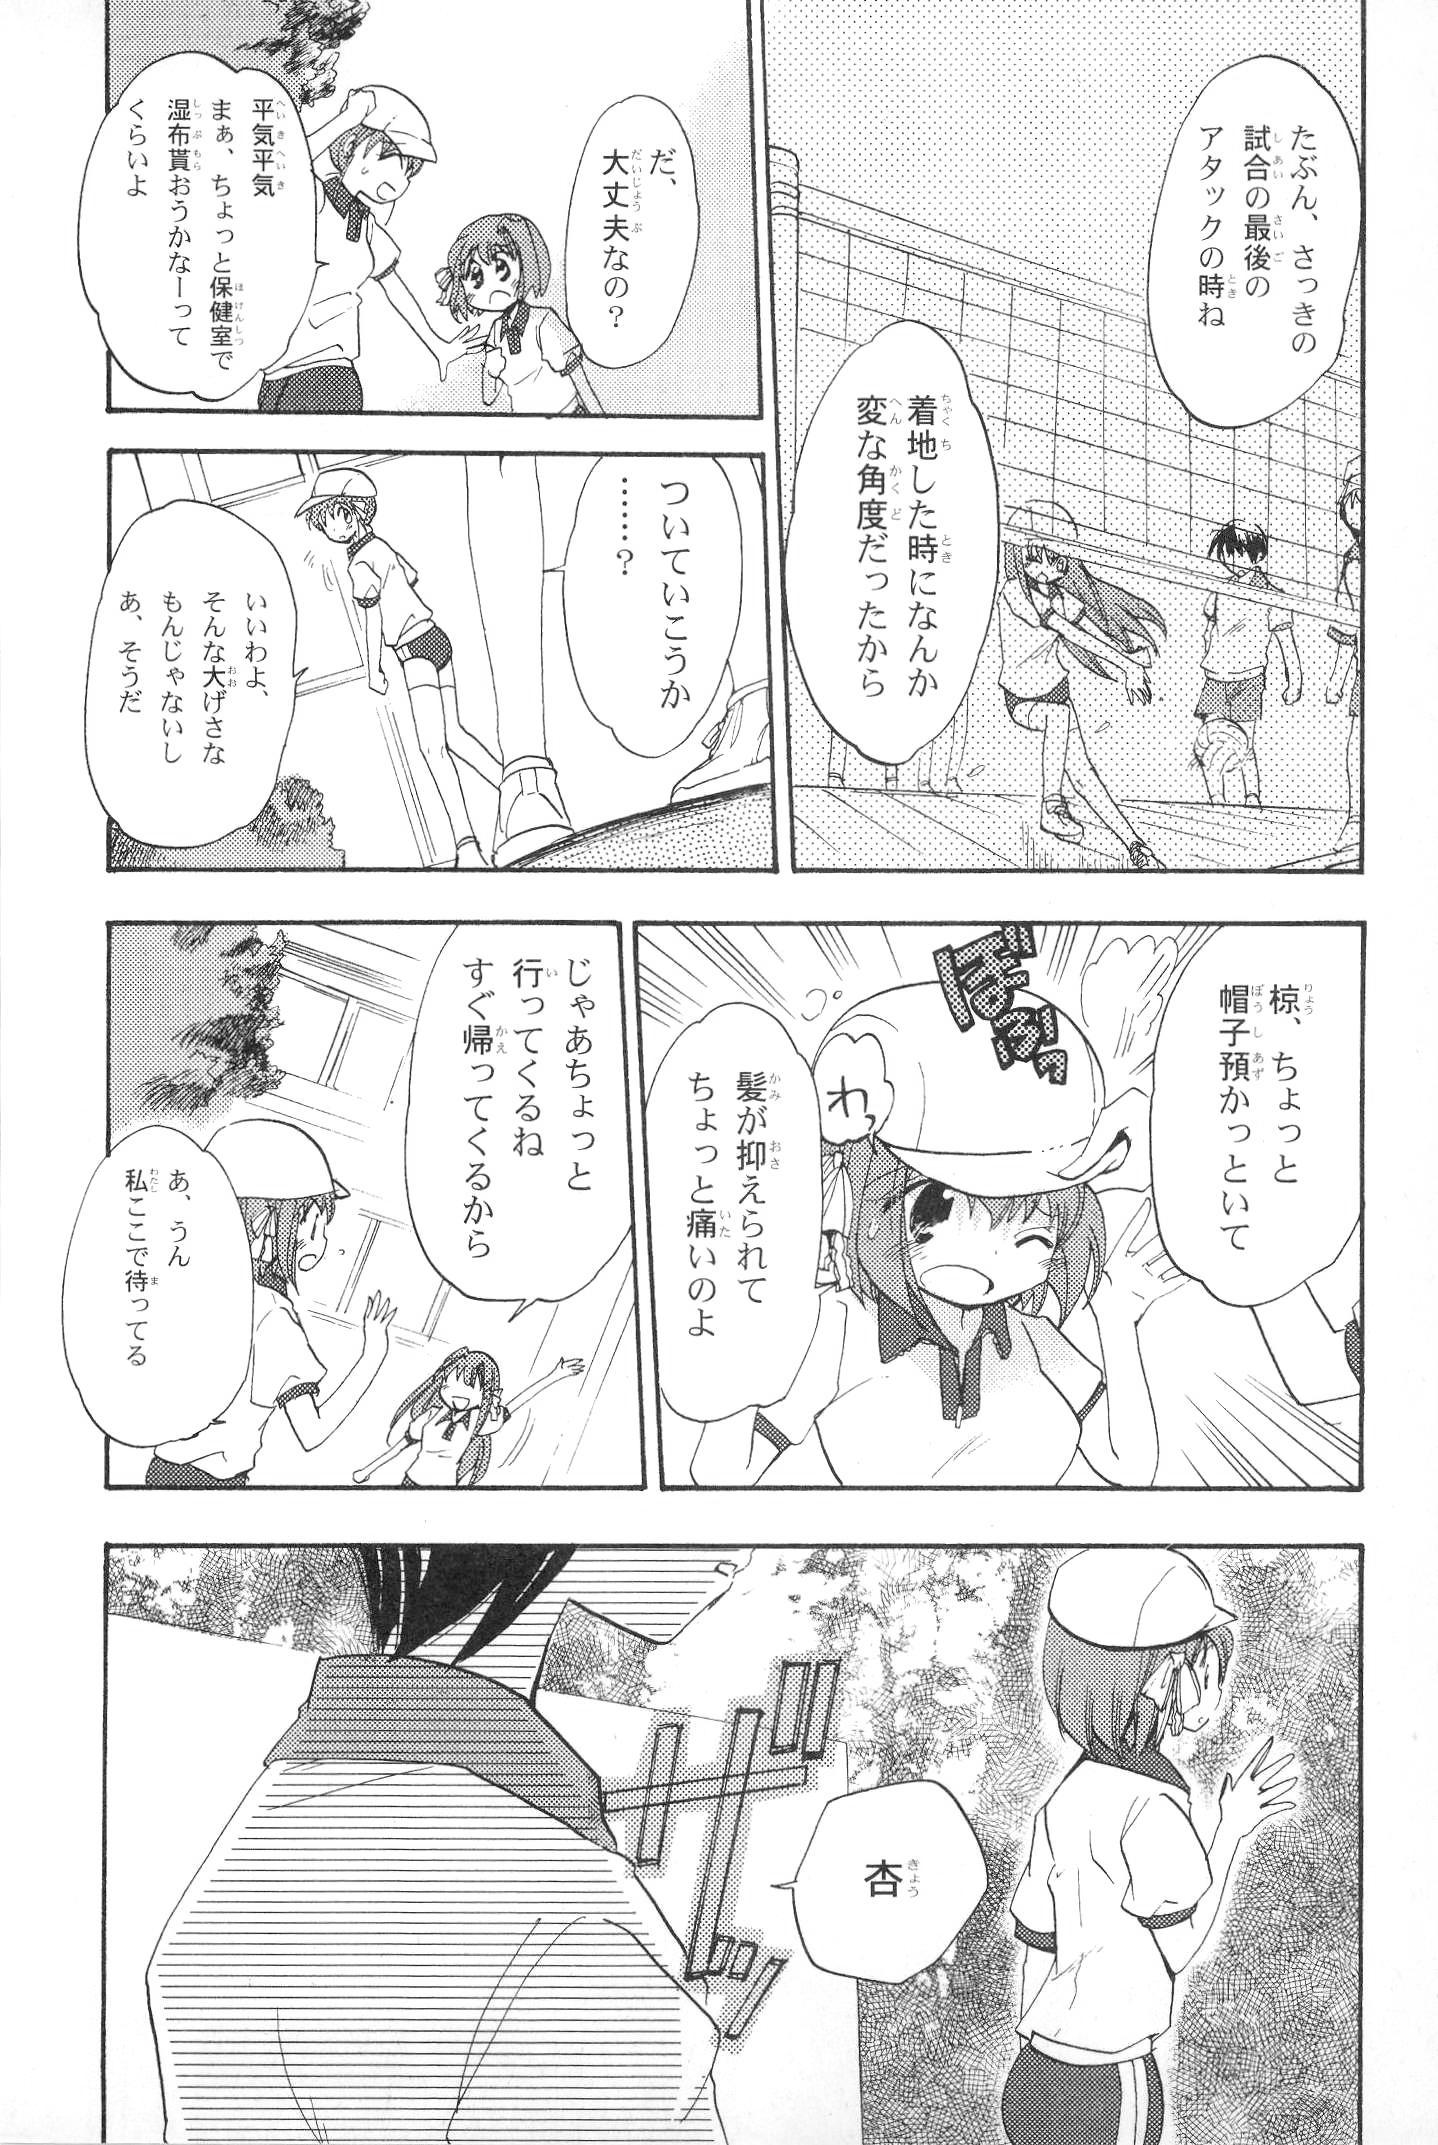 たぶん、さっきの
試合の最後の
アタックの時ね
着地した時になんか
変な角度だったから
だ、
大丈夫なの？
平気平気
まぁ、ちょっと保健室で
湿布貰おうかなーって
くらいよ
ついていこうか
……？
いいわよ、
そんな大げさな
もんじゃないし
あ、そうだ
椋、ちょっと
帽子預かっといて
ぼふっ
わっ
髪が抑えられて
ちょっと痛いのよ
じゃあちょっと
行ってくるね
すぐ帰ってくるから
あ、うん
私ここで待ってる
杏